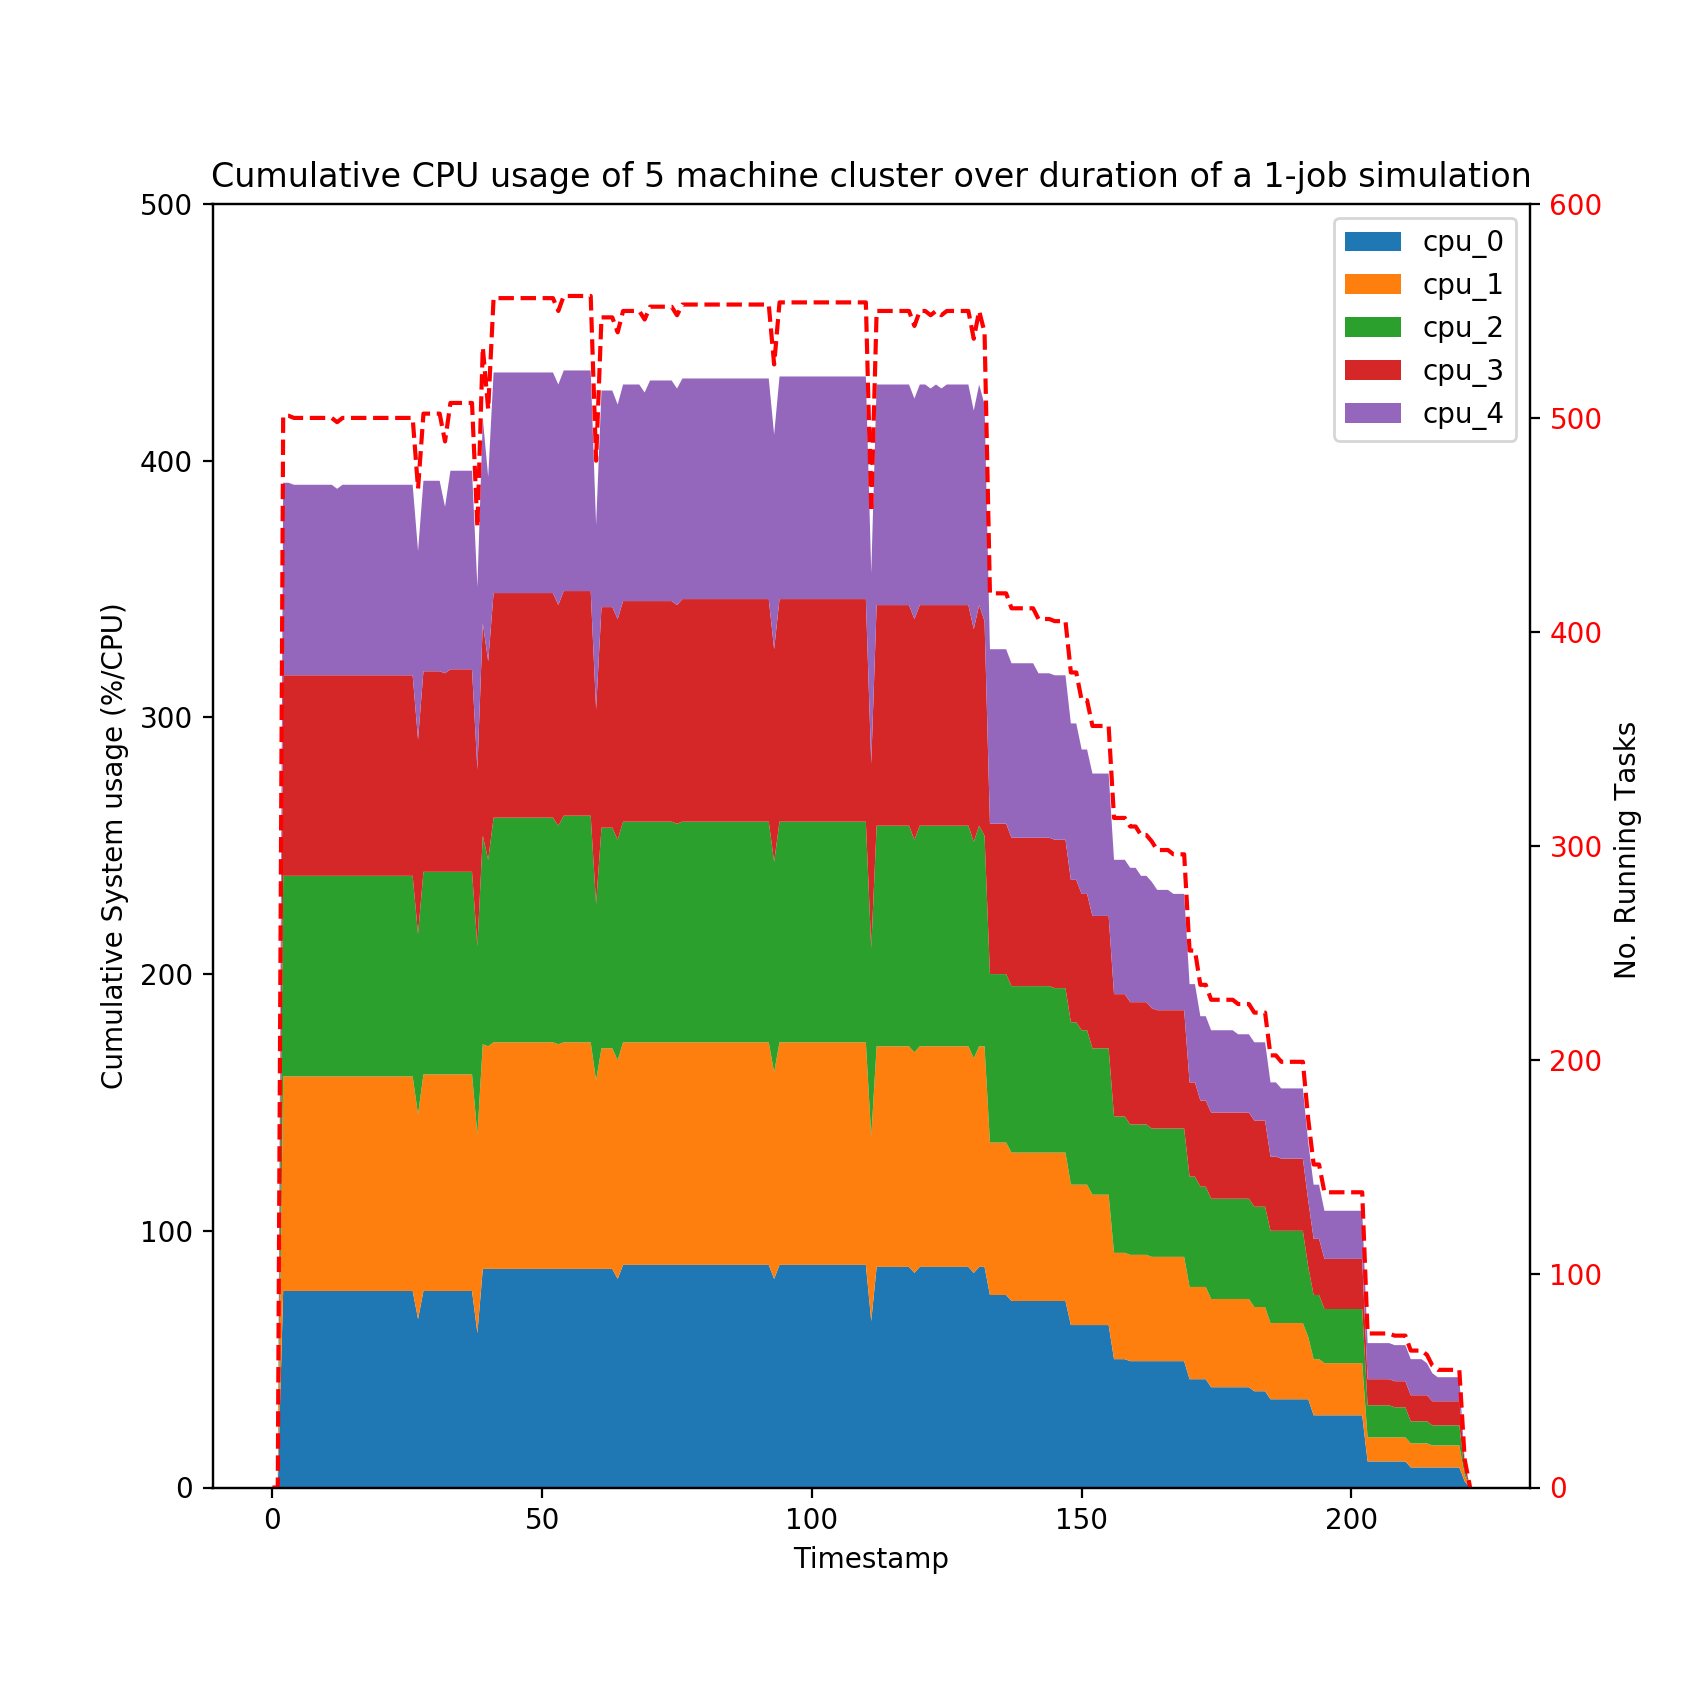 Cumulative CPU usage of 5 machine cluster over duration of a 1-job simulation
500
400
300
200
100
0
Cumulative System usage (%/CPU)
cpu_0
cpu_1
cpu_2
cpu_3
cpu_4
600
500
400
300
200
100
0
No. Running Tasks
0 50 100 150 200
Timestamp